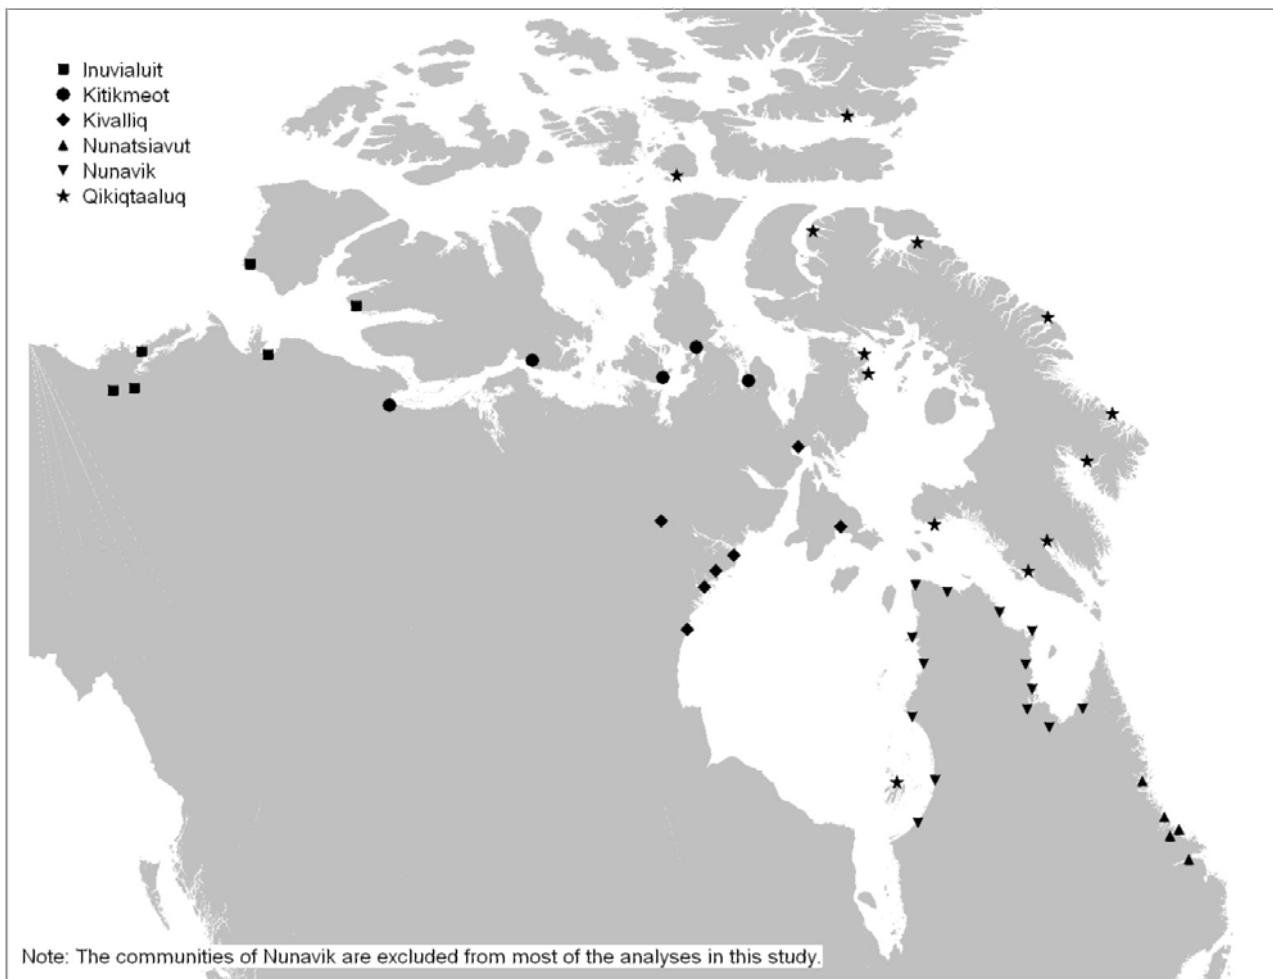 Inuvialuit
Kitikmeot
Kivalliq
Nunatsiavut
Nunavik
Qikiqtaaluq
Note: The communities of Nunavik are excluded from most of the analyses in this study.